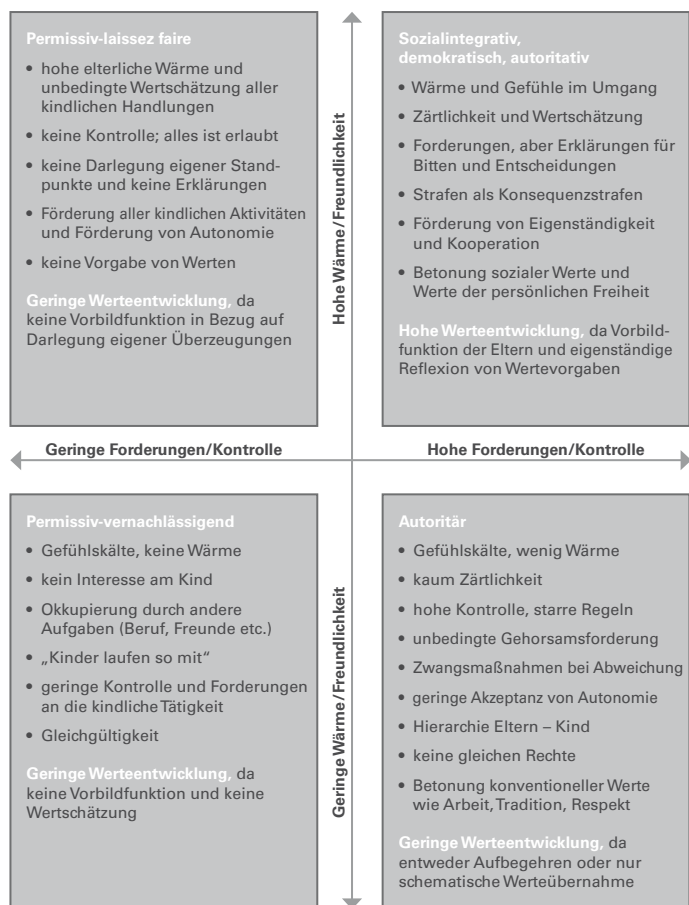 Permissiv-laissez faire
• hohe elterliche Wärme und
unbedingte Wertschätzung aller
kindlichen Handlungen
• keine Kontrolle; alles ist erlaubt
• keine Darlegung eigener Stand-
punkte und keine Erklärungen
• Förderung aller kindlichen Aktivitäten
und Förderung von Autonomie
• keine Vorgabe von Werten
Geringe Werteentwicklung, da
keine Vorbildfunktion in Bezug auf
Darlegung eigener Überzeugungen
Hohe Wärme/Freundlichkeit
Sozialintegrativ,
demokratisch, autoritativ
• Wärme und Gefühle im Umgang
• Zärtlichkeit und Wertschätzung
• Forderungen, aber Erklärungen für
Bitten und Entscheidungen
• Strafen als Konsequenzstrafen
• Förderung von Eigenständigkeit
und Kooperation
• Betonung sozialer Werte und
Werte der persönlichen Freiheit
Hohe Werteentwicklung, da Vorbild-
funktion der Eltern und eigenständige
Reflexion von Wertevorgaben
Geringe Forderungen/Kontrolle
Hohe Forderungen/Kontrolle
Permissiv-vernachlässigend
• Gefühlskälte, keine Wärme
• kein Interesse am Kind
• Okkupierung durch andere
Aufgaben (Beruf, Freunde etc.)
• „Kinder laufen so mit“
• geringe Kontrolle und Forderungen
an die kindliche Tätigkeit
• Gleichgültigkeit
Geringe Werteentwicklung, da
keine Vorbildfunktion und keine
Wertschätzung
Geringe Wärme/Freundlichkeit
Autoritär
• Gefühlskälte, wenig Wärme
• kaum Zärtlichkeit
• hohe Kontrolle, starre Regeln
• unbedingte Gehorsamsforderung
• Zwangsmaßnahmen bei Abweichung
• geringe Akzeptanz von Autonomie
• Hierarchie Eltern – Kind
• keine gleichen Rechte
• Betonung konventioneller Werte
wie Arbeit, Tradition, Respekt
Geringe Werteentwicklung, da
entweder Aufbegehren oder nur
schematische Werteübernahme